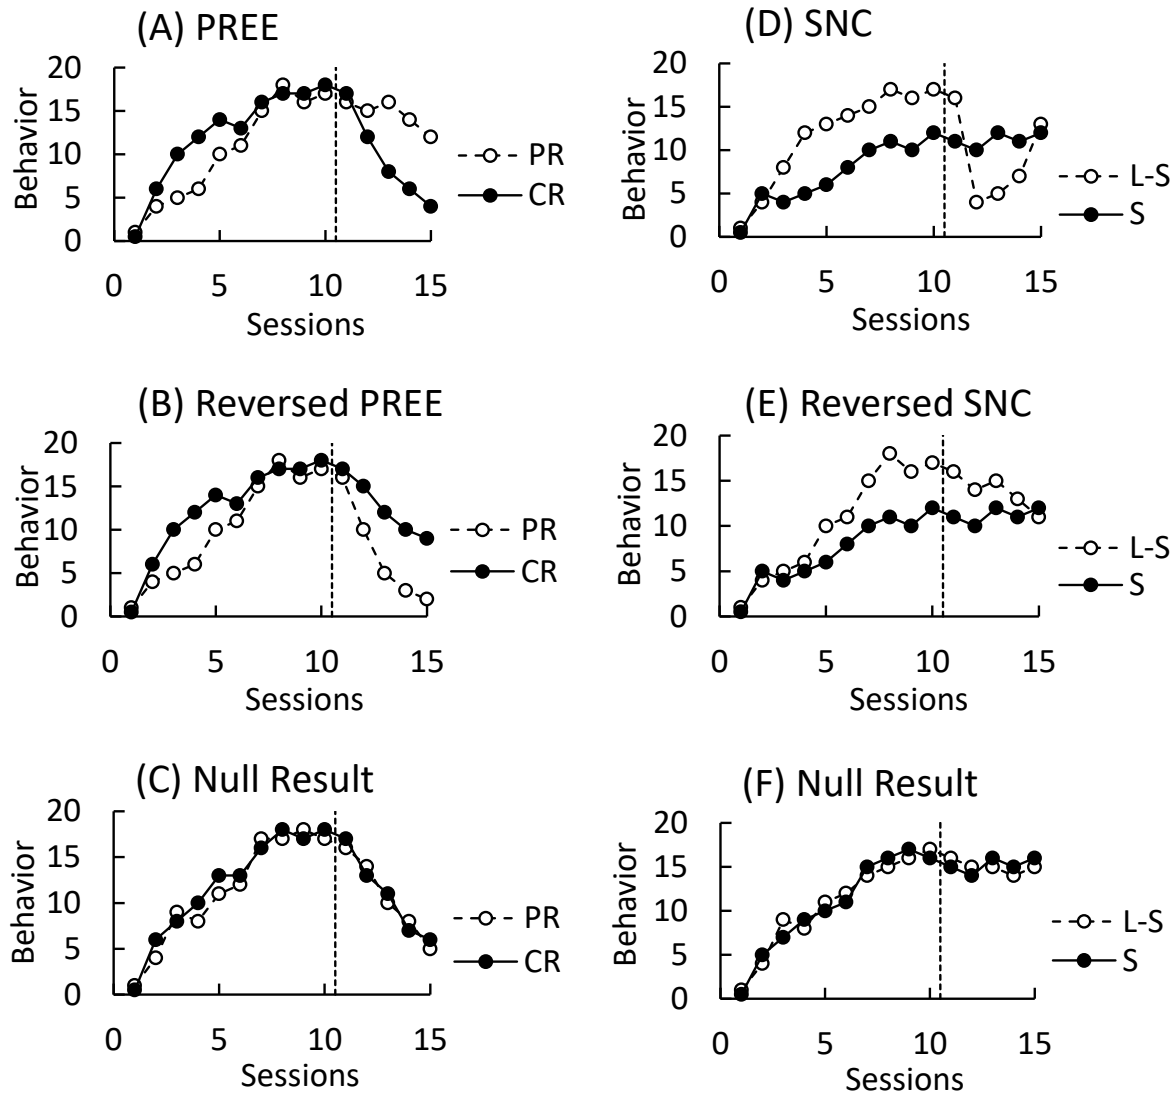 (A) PREE
20
15
10
5
0
Behavior
0 5 10 15
Sessions
PR
CR
(D) SNC
20
15
10
5
0
Behavior
0 5 10 15
Sessions
L-S
S
(B) Reversed PREE
20
15
10
5
0
Behavior
0 5 10 15
Sessions
PR
CR
(E) Reversed SNC
20
15
10
5
0
Behavior
0 5 10 15
Sessions
L-S
S
(C) Null Result
20
15
10
5
0
Behavior
0 5 10 15
Sessions
PR
CR
(F) Null Result
20
15
10
5
0
Behavior
0 5 10 15
Sessions
L-S
S